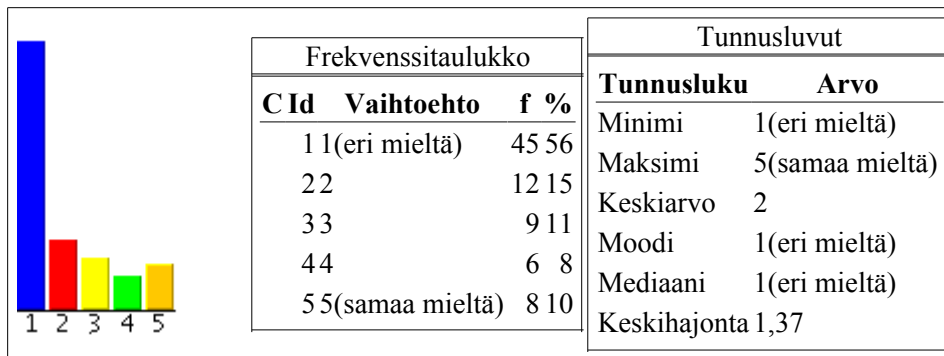 1 2 3 4 5
Frekvenssitaulukko
C Id Vaihtoehto f %
1 1(eri mieltä) 45 56
2 2 12 15
3 3 9 11
4 4 6 8
5 5(samaa mieltä) 8 10
Tunnusluvut
Tunnusluku Arvo
Minimi 1(eri mieltä)
Maksimi 5(samaa mieltä)
Keskiarvo 2
Moodi 1(eri mieltä)
Mediaani 1(eri mieltä)
Keskihajonta 1,37